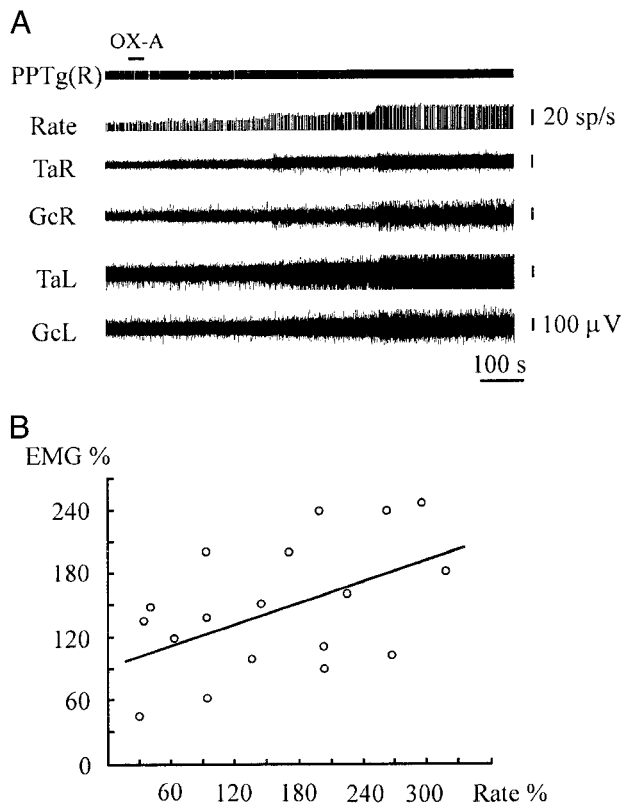 A
OX-A
PPTg(R)
Rate
20 sp/s
TaR
GcR
TaL
GcL
100 µV
100 s
B
EMG %
240
180
120
60
0
60 120 180 240 300 Rate %